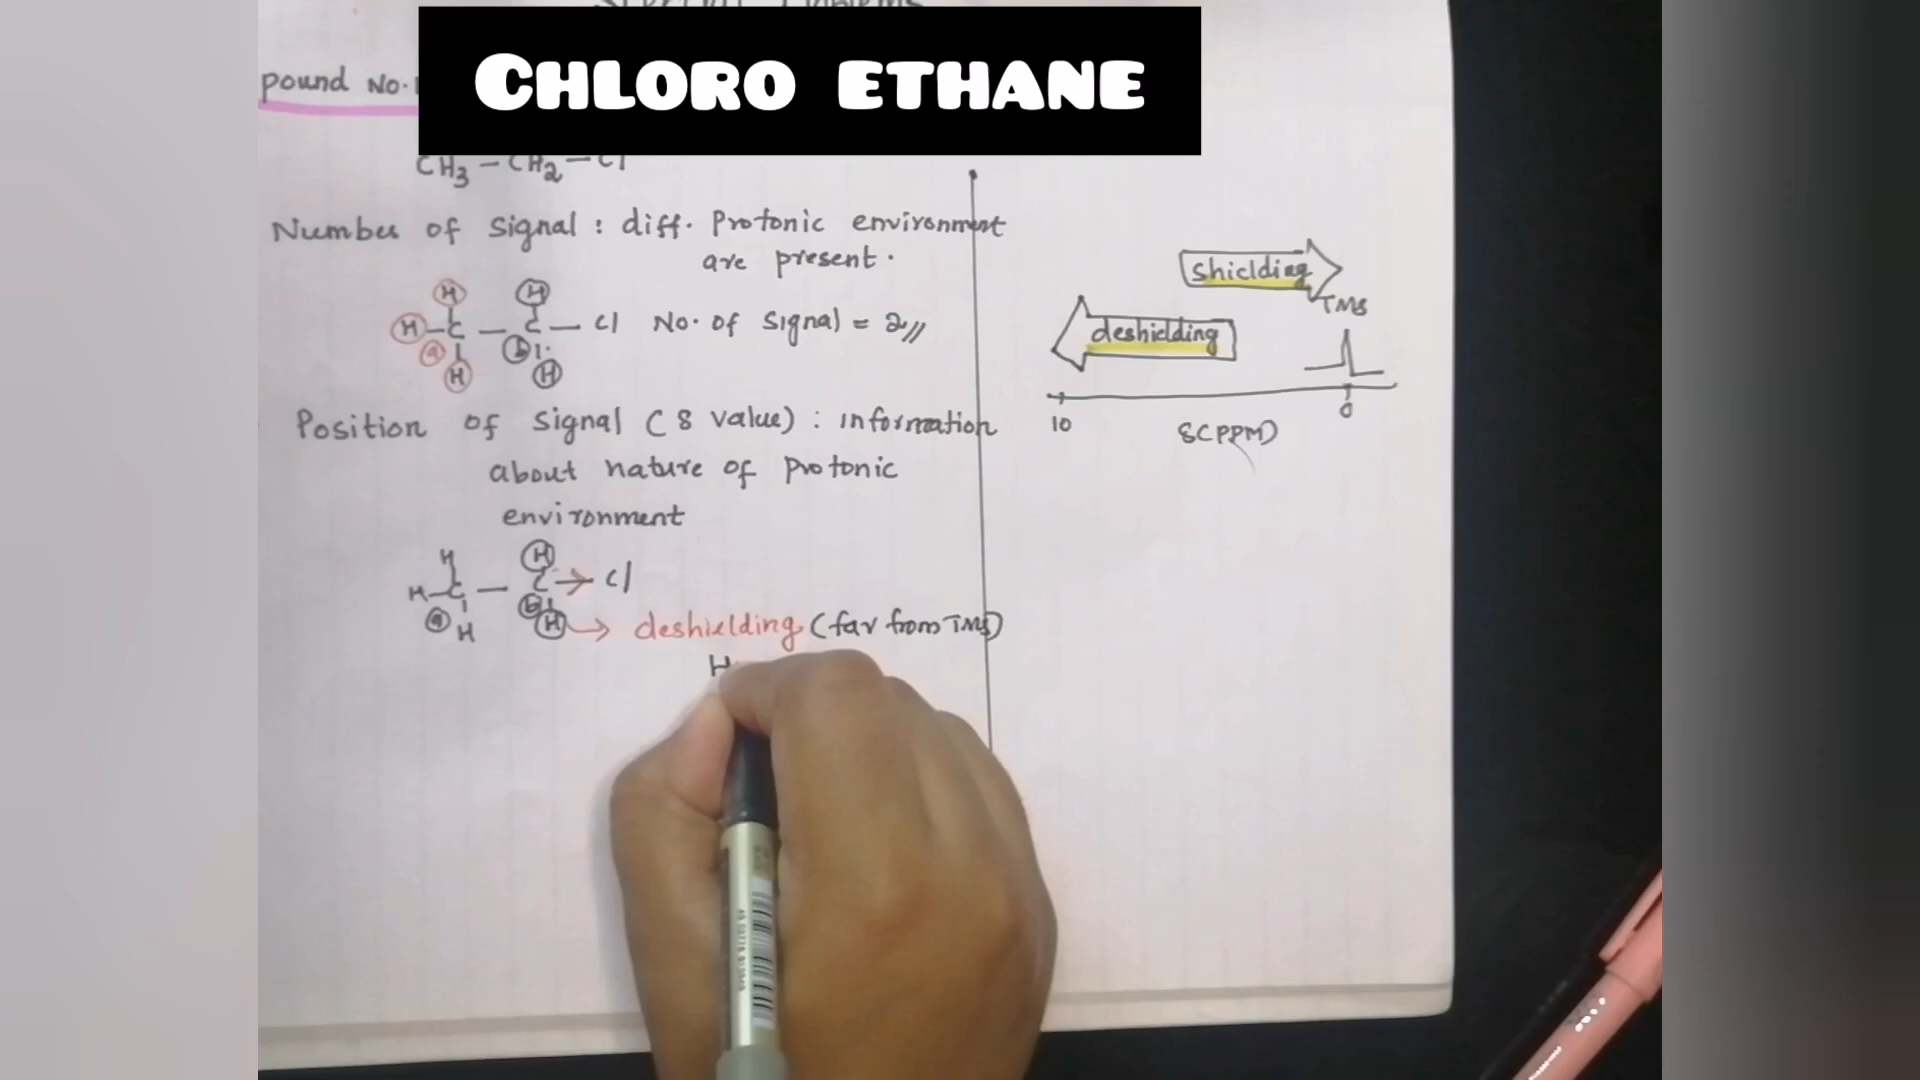 CHLORO ETHANE
pound No.1
CH3 - CH2 - Cl
Number of Signal : diff. Protonic environment
are present.
H H
H - C - C - Cl No. of Signal = 2//
a b
H H
Position of Signal (δ value) : information
about nature of protonic
environment
H H
H - C - C → Cl
a b
H H → deshielding (far from TMS)
H
shielding
TMS
deshielding
10 0
δ(PPM)